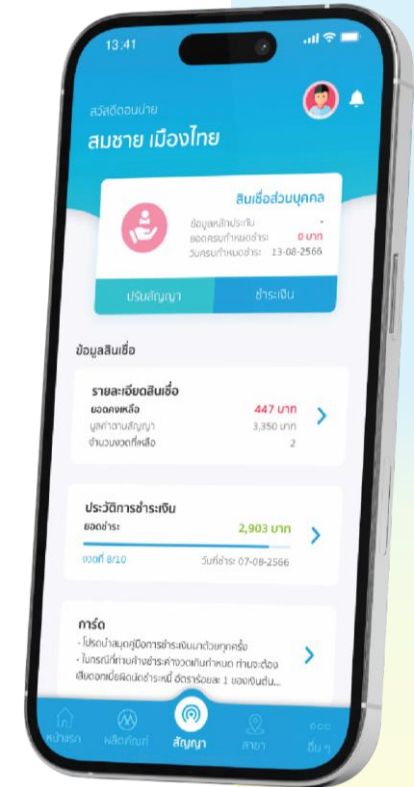 13:41
สวัสดีตอนบ่าย
สมชาย เมืองไทย
สินเชื่อส่วนบุคคล
ข้อมูลหลักประกัน -
ยอดครบกำหนดชำระ 0 บาท
วันครบกำหนดชำระ 13-08-2566
ปรับสัญญา ชำระเงิน
ข้อมูลสินเชื่อ
รายละเอียดสินเชื่อ
ยอดคงเหลือ 447 บาท
มูลค่าตามสัญญา 3,350 บาท
จำนวนงวดที่เหลือ 2
ประวัติการชำระเงิน
ยอดชำระ 2,903 บาท
งวดที่ 8/10 วันที่ชำระ 07-08-2566
การ์ด
- โปรดนำสมุดคู่มือการชำระเงินมาด้วยทุกครั้ง
- ในกรณีที่ท่านค้างชำระค่างวดเกินกำหนด ท่านจะต้อง
เสียดอกเบี้ยผิดนัดชำระหนี้ อัตราร้อยละ 1 ของเงินต้น...
หน้าแรก ผลิตภัณฑ์ สัญญา สาขา อื่น ๆ